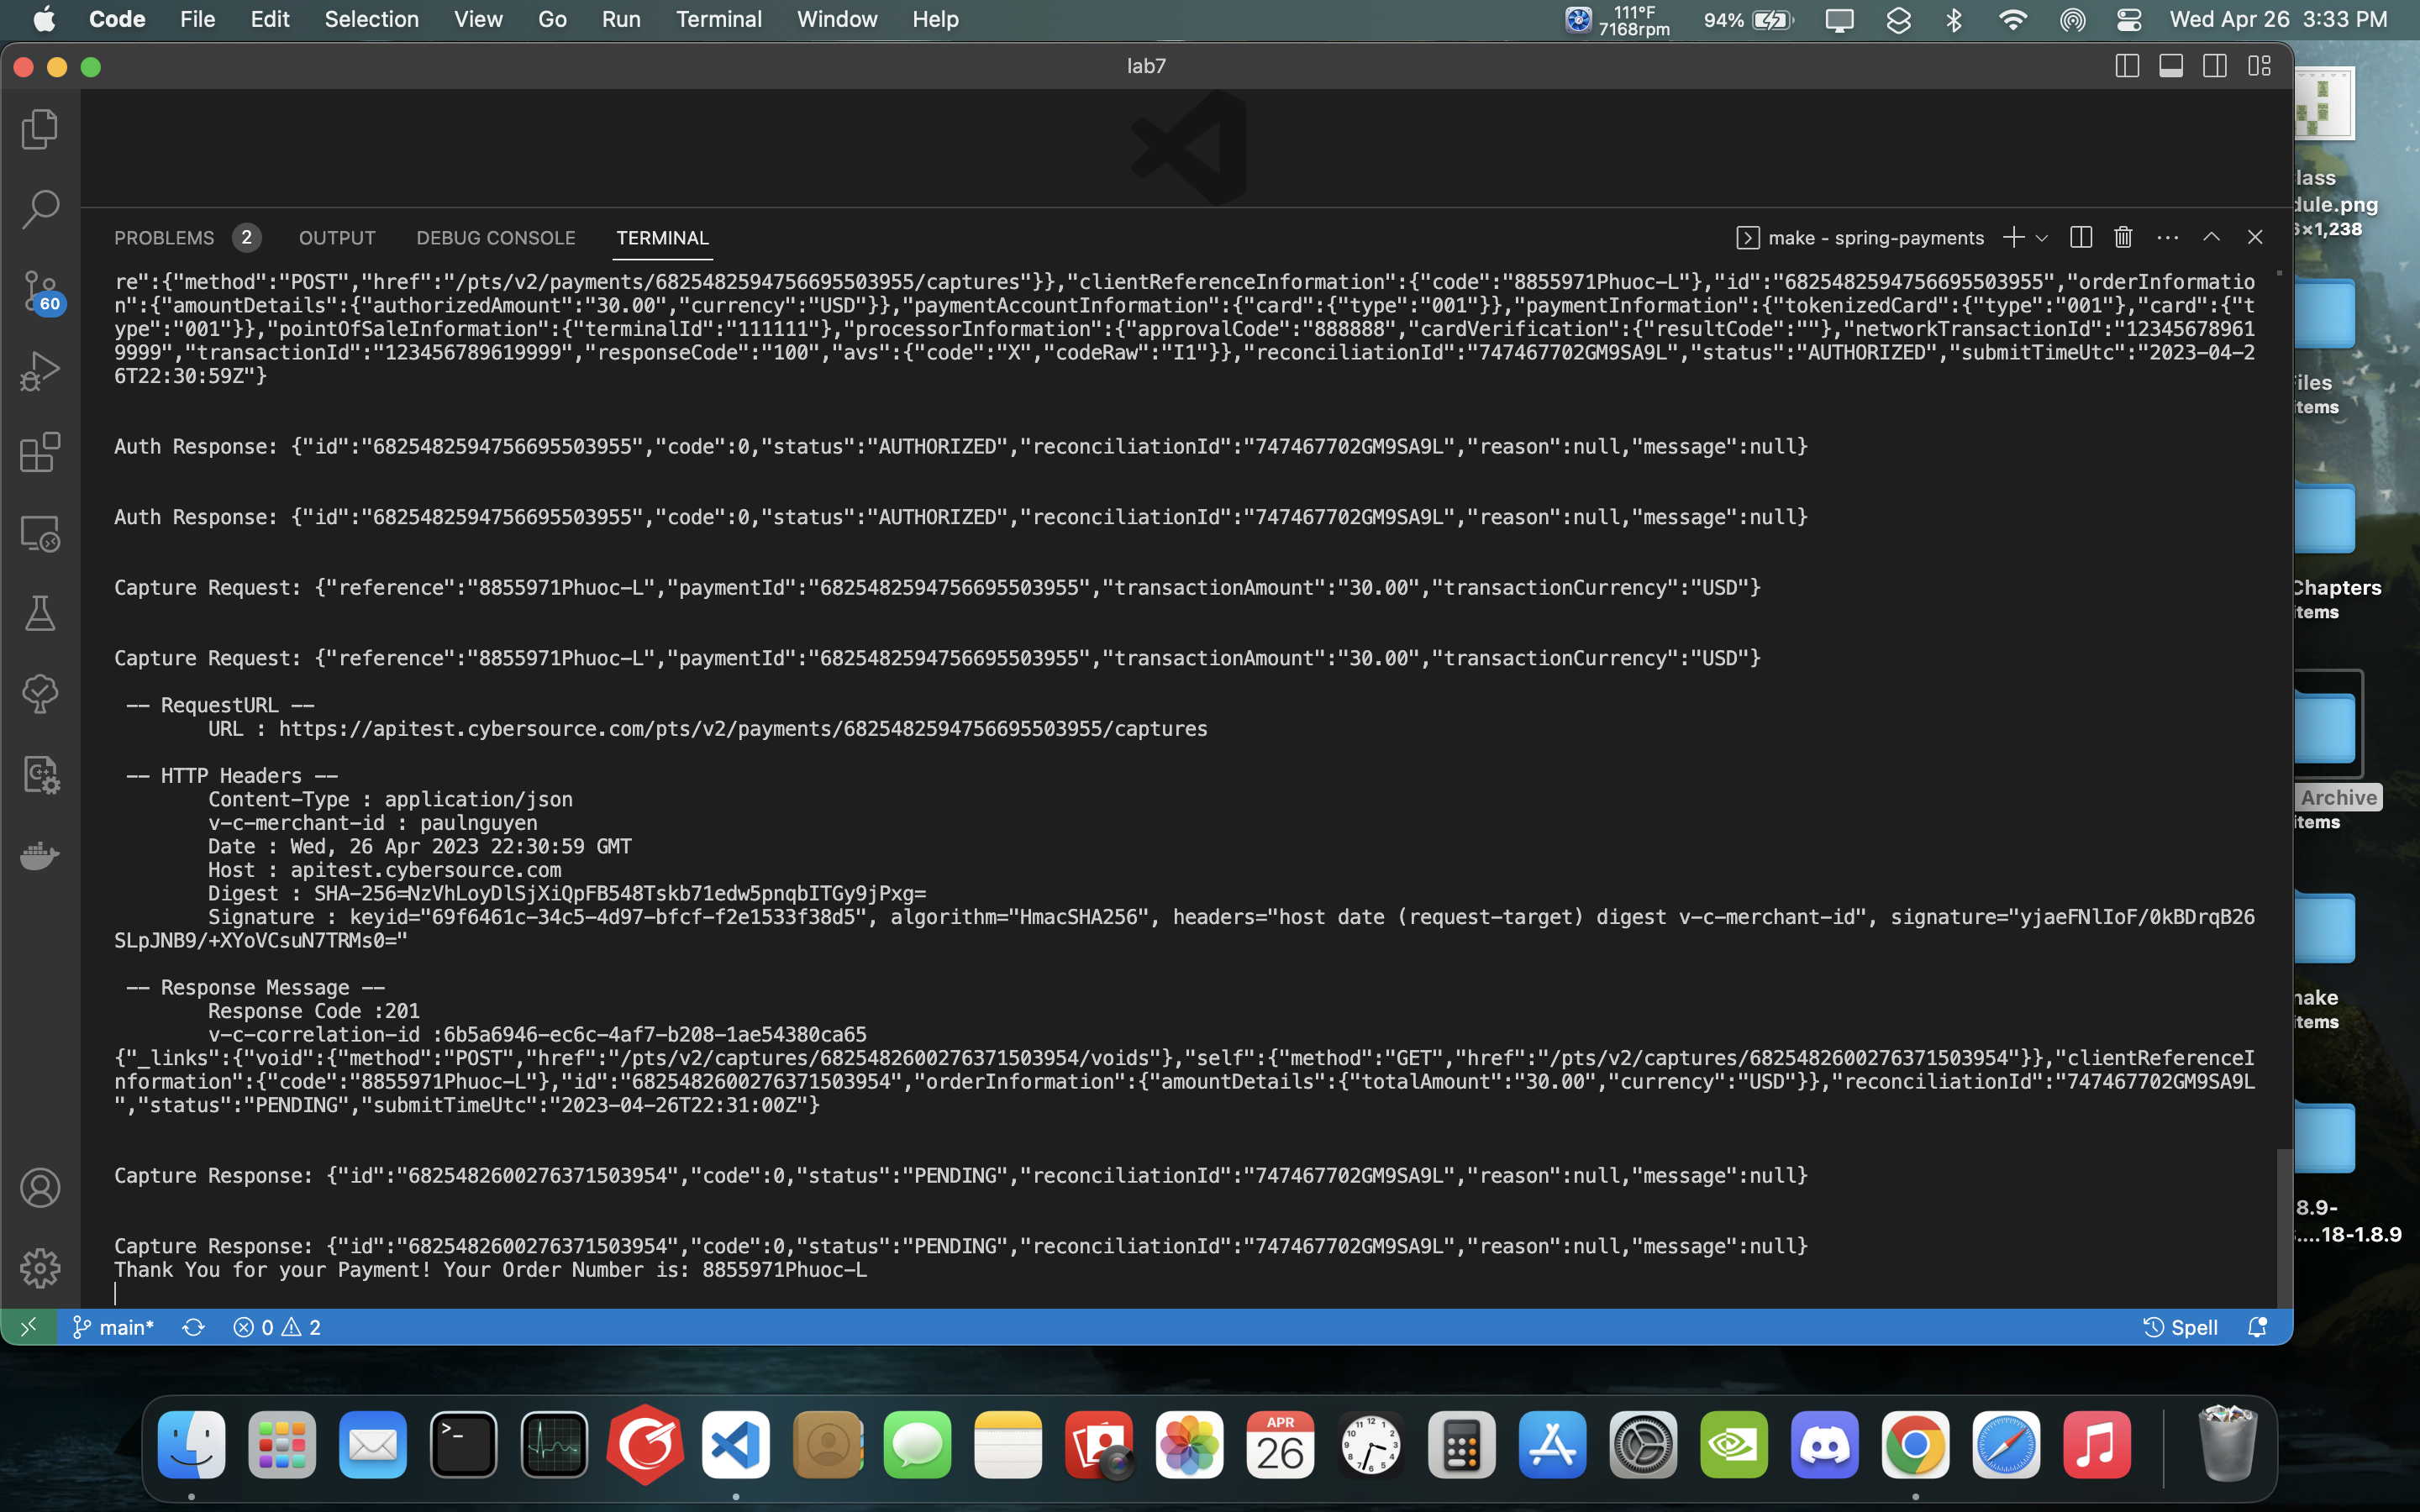 Code File Edit Selection View Go Run Terminal Window Help 111°F 7168rpm 94% Wed Apr 26 3:33 PM
lab7
PROBLEMS 2 OUTPUT DEBUG CONSOLE TERMINAL make - spring-payments
re":{"method":"POST","href":"/pts/v2/payments/6825482594756695503955/captures"}},"clientReferenceInformation":{"code":"8855971Phuoc-L"},"id":"6825482594756695503955","orderInformatio
n":{"amountDetails":{"authorizedAmount":"30.00","currency":"USD"}},"paymentAccountInformation":{"card":{"type":"001"}},"paymentInformation":{"tokenizedCard":{"type":"001"},"card":{"t
ype":"001"}},"pointOfSaleInformation":{"terminalId":"111111"},"processorInformation":{"approvalCode":"888888","cardVerification":{"resultCode":""},"networkTransactionId":"12345678961
9999","transactionId":"123456789619999","responseCode":"100","avs":{"code":"X","codeRaw":"I1"}},"reconciliationId":"747467702GM9SA9L","status":"AUTHORIZED","submitTimeUtc":"2023-04-2
6T22:30:59Z"}
Auth Response: {"id":"6825482594756695503955","code":0,"status":"AUTHORIZED","reconciliationId":"747467702GM9SA9L","reason":null,"message":null}
Auth Response: {"id":"6825482594756695503955","code":0,"status":"AUTHORIZED","reconciliationId":"747467702GM9SA9L","reason":null,"message":null}
Capture Request: {"reference":"8855971Phuoc-L","paymentId":"6825482594756695503955","transactionAmount":"30.00","transactionCurrency":"USD"}
Capture Request: {"reference":"8855971Phuoc-L","paymentId":"6825482594756695503955","transactionAmount":"30.00","transactionCurrency":"USD"}
-- RequestURL --
URL : https://apitest.cybersource.com/pts/v2/payments/6825482594756695503955/captures
-- HTTP Headers --
Content-Type : application/json
v-c-merchant-id : paulnguyen
Date : Wed, 26 Apr 2023 22:30:59 GMT
Host : apitest.cybersource.com
Digest : SHA-256=NzVhLoyDlSjXiQpFB548Tskb71edw5pnqbITGy9jPxg=
Signature : keyid="69f6461c-34c5-4d97-bfcf-f2e1533f38d5", algorithm="HmacSHA256", headers="host date (request-target) digest v-c-merchant-id", signature="yjaeFNlIoF/0kBDrqB26
SLpJNB9/+XYoVCsuN7TRMs0="
-- Response Message --
Response Code :201
v-c-correlation-id :6b5a6946-ec6c-4af7-b208-1ae54380ca65
{"_links":{"void":{"method":"POST","href":"/pts/v2/captures/6825482600276371503954/voids"},"self":{"method":"GET","href":"/pts/v2/captures/6825482600276371503954"}},"clientReferenceI
nformation":{"code":"8855971Phuoc-L"},"id":"6825482600276371503954","orderInformation":{"amountDetails":{"totalAmount":"30.00","currency":"USD"}},"reconciliationId":"747467702GM9SA9L
","status":"PENDING","submitTimeUtc":"2023-04-26T22:31:00Z"}
Capture Response: {"id":"6825482600276371503954","code":0,"status":"PENDING","reconciliationId":"747467702GM9SA9L","reason":null,"message":null}
Capture Response: {"id":"6825482600276371503954","code":0,"status":"PENDING","reconciliationId":"747467702GM9SA9L","reason":null,"message":null}
Thank You for your Payment! Your Order Number is: 8855971Phuoc-L
60
main* 0 2 Spell
lass
dule.png
×1,238
iles
items
Chapters
items
Archive
items
nake
items
8.9-
....18-1.8.9
APR
26